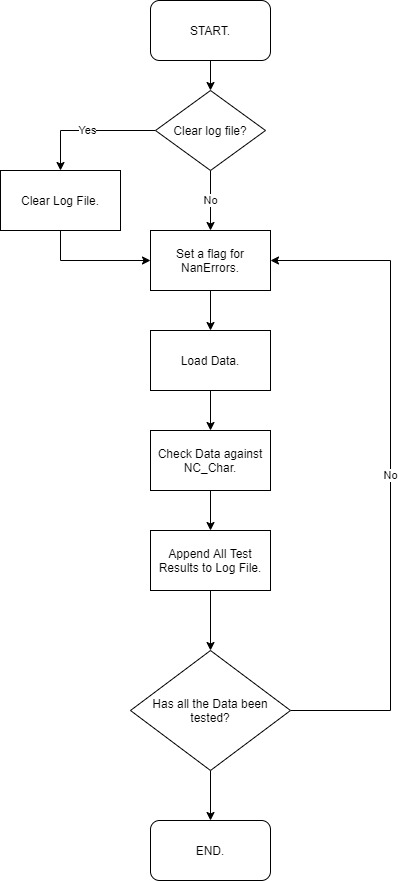 START.
Clear log file?
Yes
Clear Log File.
No
Set a flag for
NanErrors.
Load Data.
Check Data against
NC_Char.
No
Append All Test
Results to Log File.
Has all the Data been
tested?
END.